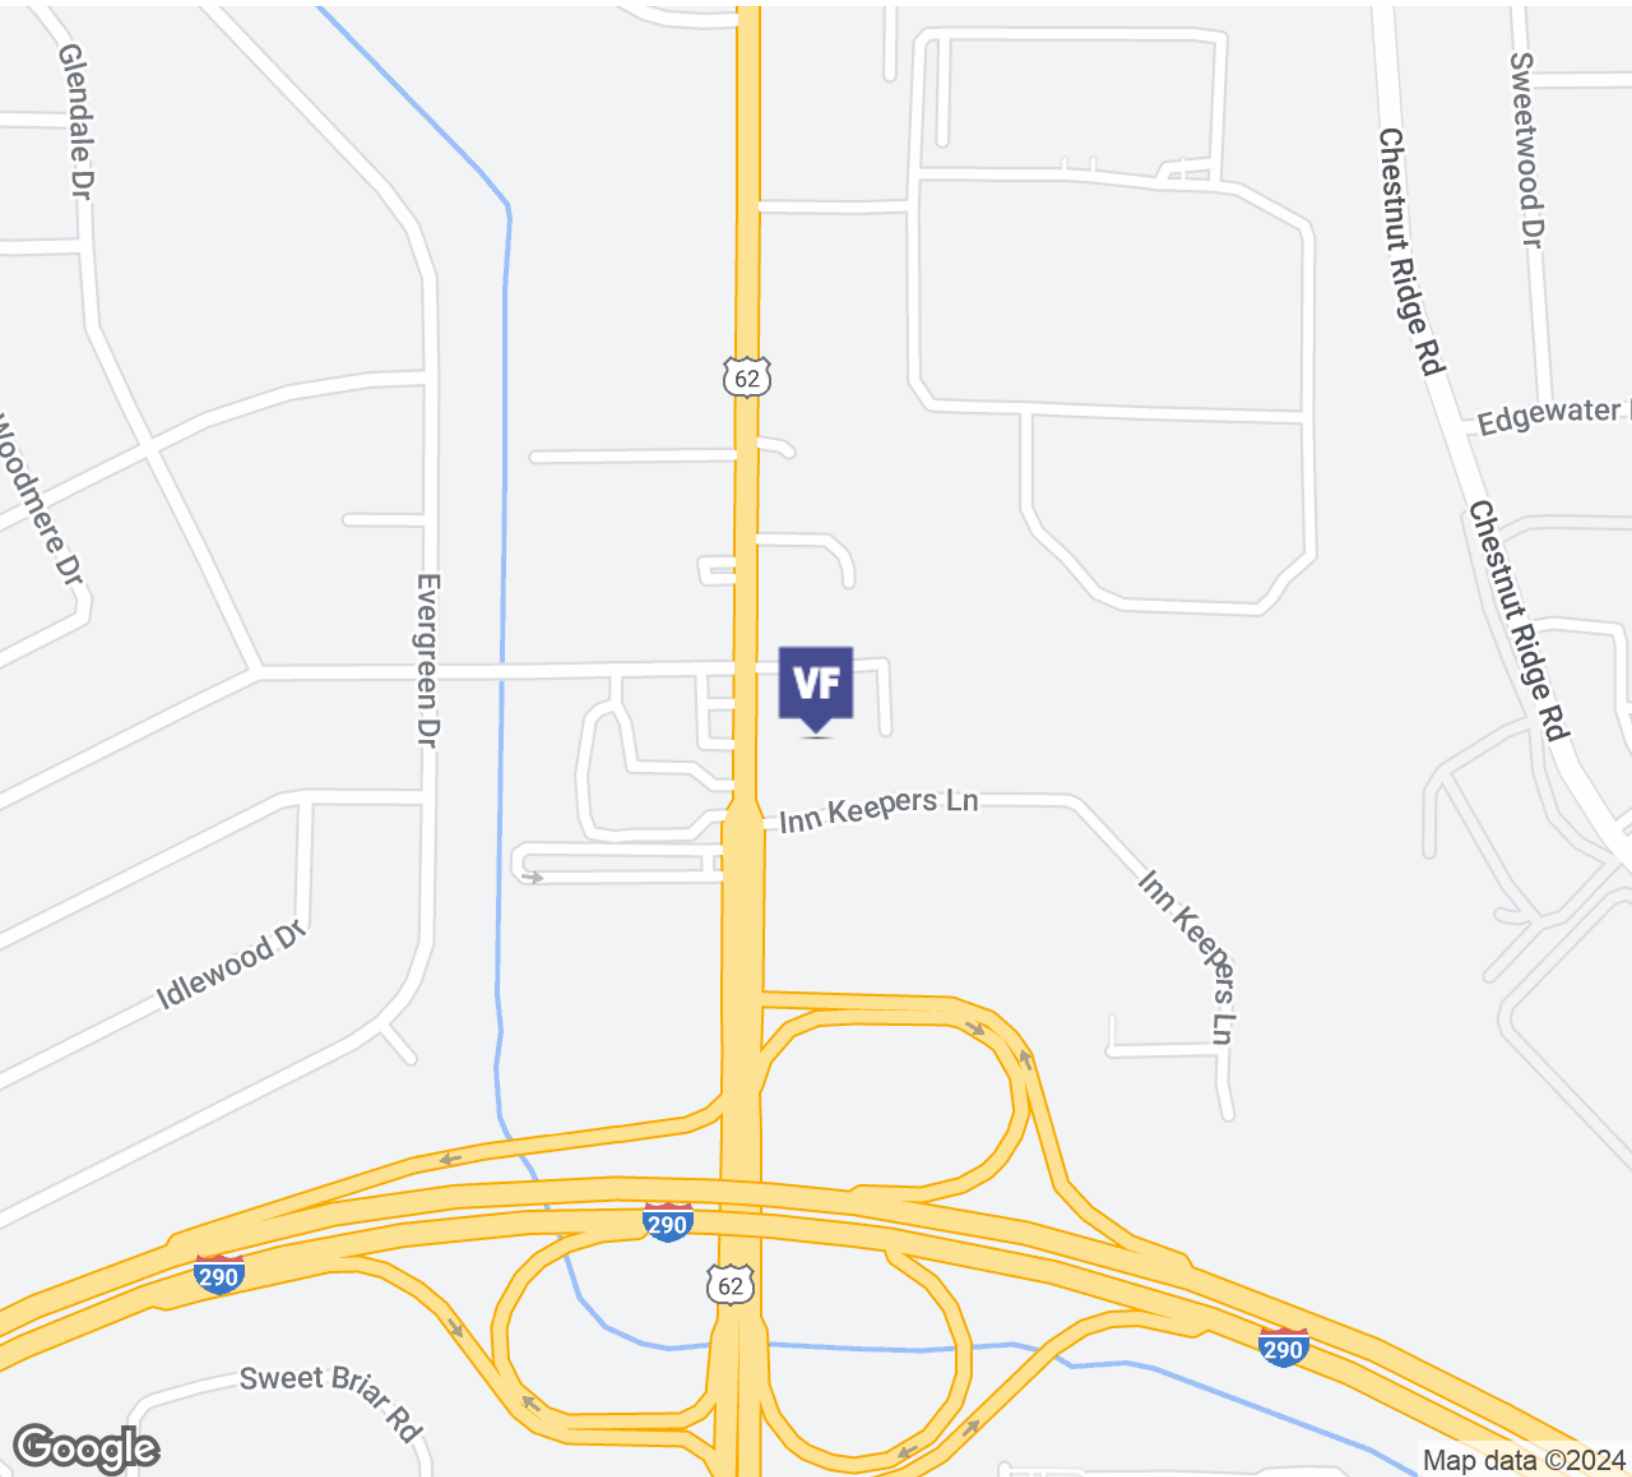 Glendale Dr
Sweetwood Dr
Chestnut Ridge Rd
62
Edgewater
Woodmere Dr
Chestnut Ridge Rd
Evergreen Dr
VF
Inn Keepers Ln
Inn Keepers Ln
Idlewood Dr
290
290
62
290
Sweet Briar Rd
Google
Map data ©2024